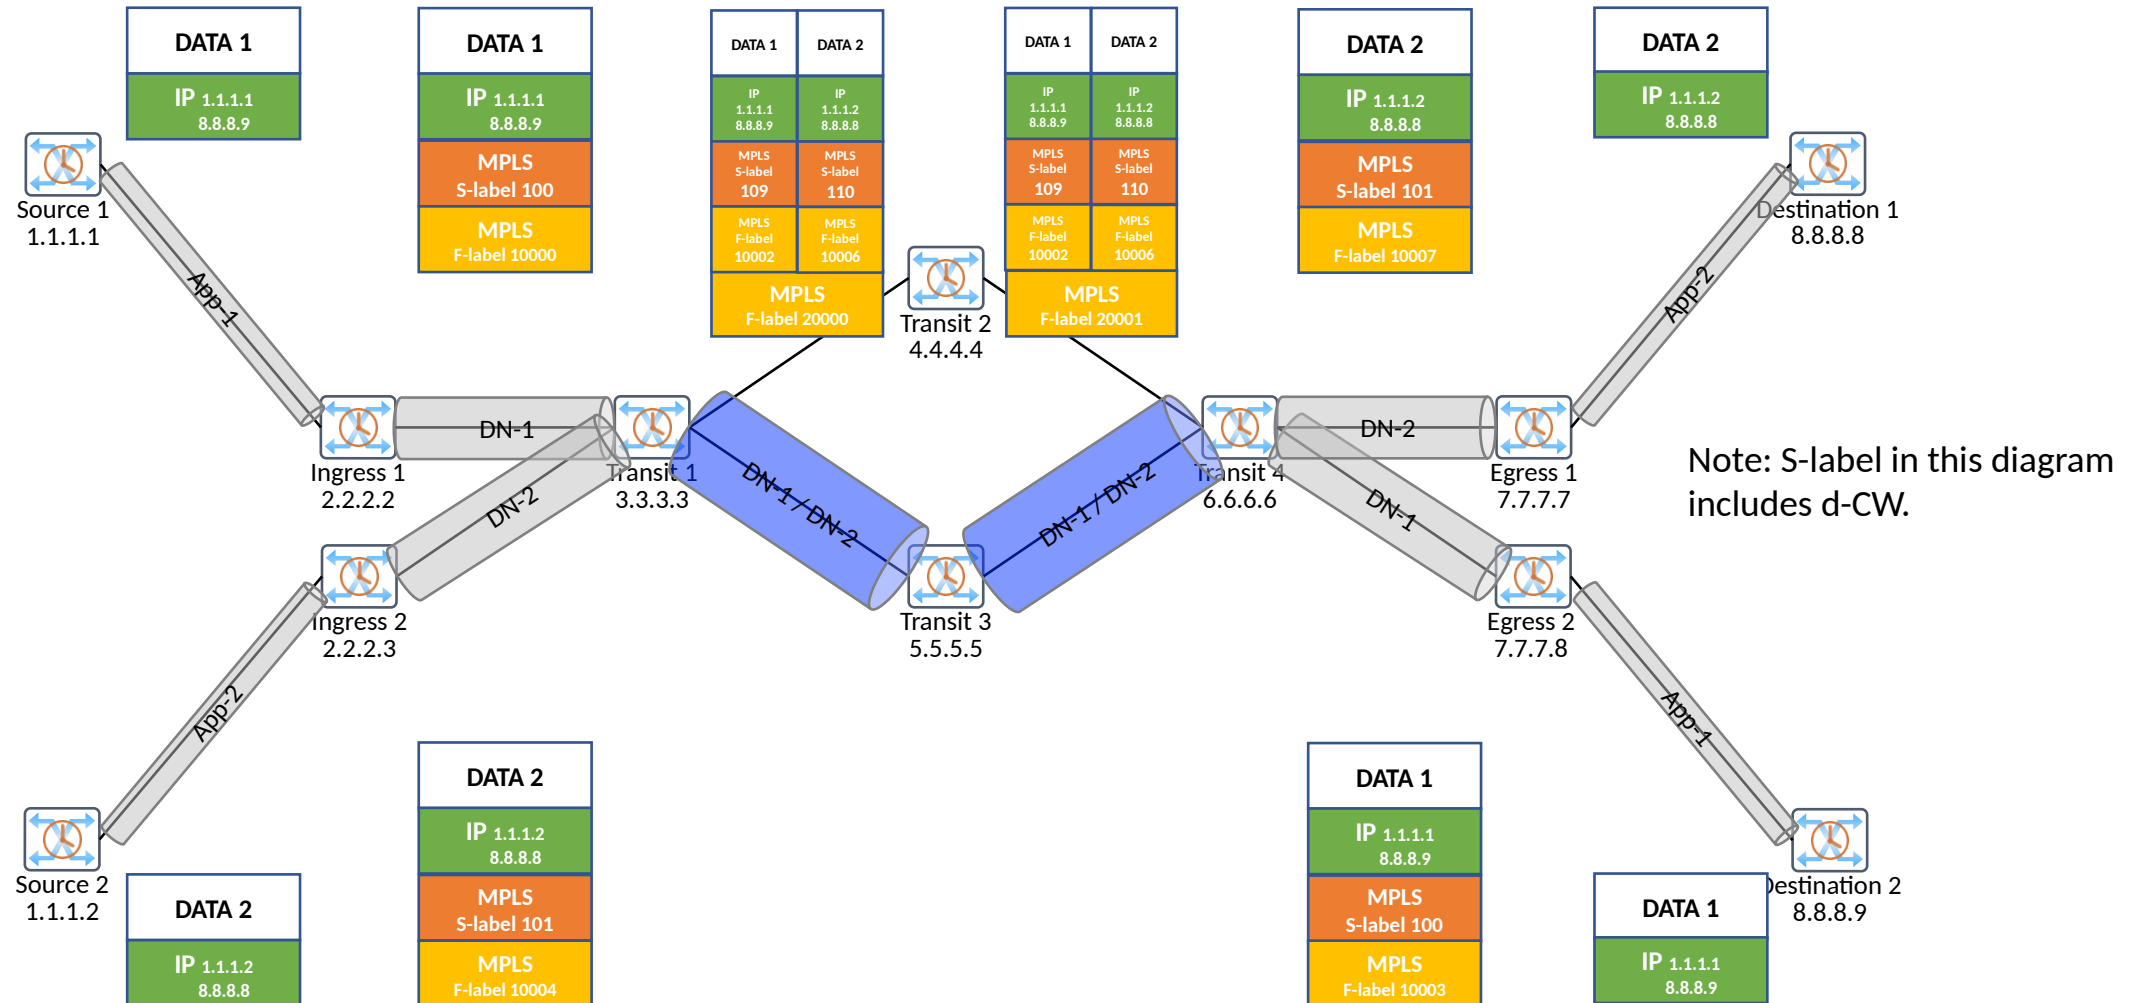 DATA 1
IP 1.1.1.1
8.8.8.9
DATA 1
IP 1.1.1.1
8.8.8.9
MPLS
S-label 100
MPLS
F-label 10000
DATA 1
IP
1.1.1.1
8.8.8.9
MPLS
S-label
109
MPLS
F-label
10002
DATA 2
IP
1.1.1.2
8.8.8.8
MPLS
S-label
110
MPLS
F-label
10006
MPLS
F-label 20000
DATA 1
IP
1.1.1.1
8.8.8.9
MPLS
S-label
109
MPLS
F-label
10002
DATA 2
IP
1.1.1.2
8.8.8.8
MPLS
S-label
110
MPLS
F-label
10006
MPLS
F-label 20001
DATA 2
IP 1.1.1.2
8.8.8.8
MPLS
S-label 101
MPLS
F-label 10007
DATA 2
IP 1.1.1.2
8.8.8.8
Source 1
1.1.1.1
Destination 1
8.8.8.8
App-1
App-2
Transit 2
4.4.4.4
DN-1
DN-2
Ingress 1
2.2.2.2
Transit 1
3.3.3.3
Transit 4
6.6.6.6
Egress 1
7.7.7.7
Note: S-label in this diagram
includes d-CW.
DN-2
DN-1 / DN-2
DN-1 / DN-2
DN-1
Ingress 2
2.2.2.3
Transit 3
5.5.5.5
Egress 2
7.7.7.8
App-2
App-1
Source 2
1.1.1.2
Destination 2
8.8.8.9
DATA 2
IP 1.1.1.2
8.8.8.8
DATA 2
IP 1.1.1.2
8.8.8.8
MPLS
S-label 101
MPLS
F-label 10004
DATA 1
IP 1.1.1.1
8.8.8.9
MPLS
S-label 100
MPLS
F-label 10003
DATA 1
IP 1.1.1.1
8.8.8.9